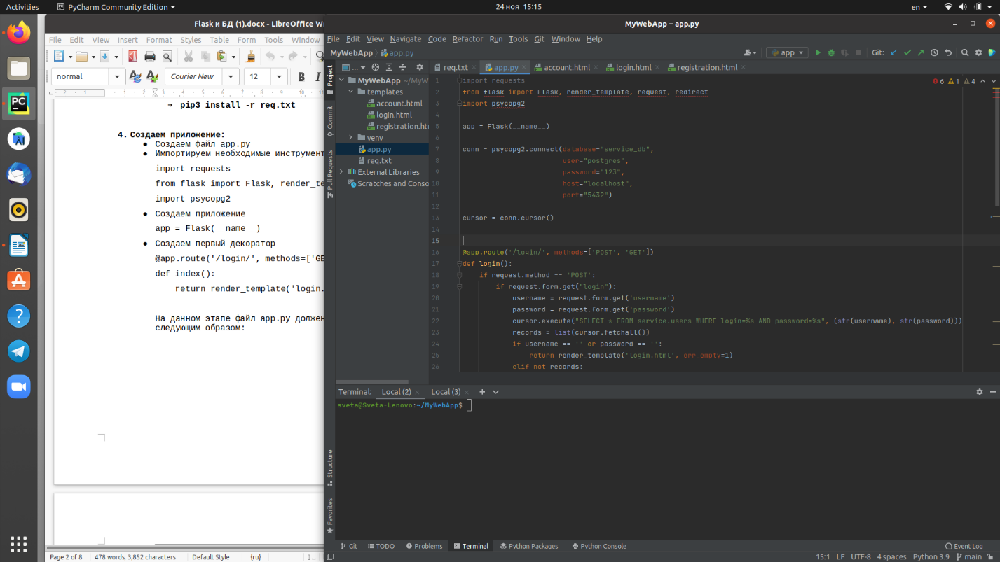 Activities
PyCharm Community Edition
24 ноя 15:15
en
Flask и БД (1).docx - LibreOffice W
File Edit View Insert Format Styles Table Form Tools Window
normal
Courier New
12
➔ pip3 install -r req.txt
4. Создаем приложение:
● Создаем файл app.py
● Импортируем необходимые инструмент
import requests
from flask import Flask, render_te
import psycopg2
● Создаем приложение
app = Flask(__name__)
● Создаем первый декоратор
@app.route('/login/', methods=['GE
def index():
return render_template('login.
На данном этапе файл app.py должен
следующим образом:
Page 2 of 8
478 words, 3,852 characters
Default Style
{ru}
MyWebApp – app.py
File Edit View Navigate Code Refactor Run Tools Git Window Help
MyWebApp app.py
app
Git:
Project
Commit
Pull Requests
Structure
Favorites
MyWebApp ~/MyW
templates
account.html
login.html
registration.htm
venv
app.py
req.txt
External Libraries
Scratches and Conso
req.txt
app.py
account.html
login.html
registration.html
6 1 4
1 import requests
2 from flask import Flask, render_template, request, redirect
3 import psycopg2
4
5 app = Flask(__name__)
6
7 conn = psycopg2.connect(database="service_db",
8 user="postgres",
9 password="123",
10 host="localhost",
11 port="5432")
12
13 cursor = conn.cursor()
14
15
16 @app.route('/login/', methods=['POST', 'GET'])
17 def login():
18 if request.method == 'POST':
19 if request.form.get("login"):
20 username = request.form.get('username')
21 password = request.form.get('password')
22 cursor.execute("SELECT * FROM service.users WHERE login=%s AND password=%s", (str(username), str(password)))
23 records = list(cursor.fetchall())
24 if username == '' or password == '':
25 return render_template('login.html', err_empty=1)
26 elif not records:
Terminal: Local (2) Local (3)
sveta@Sveta-Lenovo:~/MyWebApp$
Git
TODO
Problems
Terminal
Python Packages
Python Console
Event Log
15:1 LF UTF-8 4 spaces Python 3.9 main